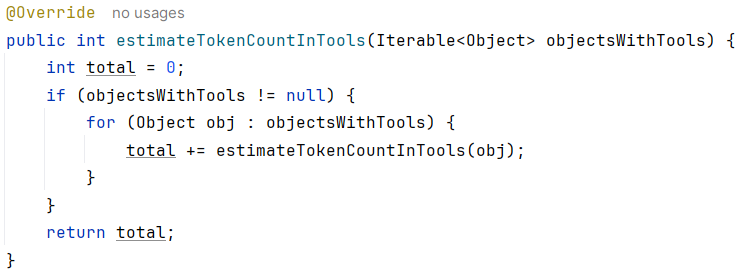 @Override no usages
public int estimateTokenCountInTools(Iterable<Object> objectsWithTools) {
    int total = 0;
    if (objectsWithTools != null) {
        for (Object obj : objectsWithTools) {
            total += estimateTokenCountInTools(obj);
        }
    }
    return total;
}